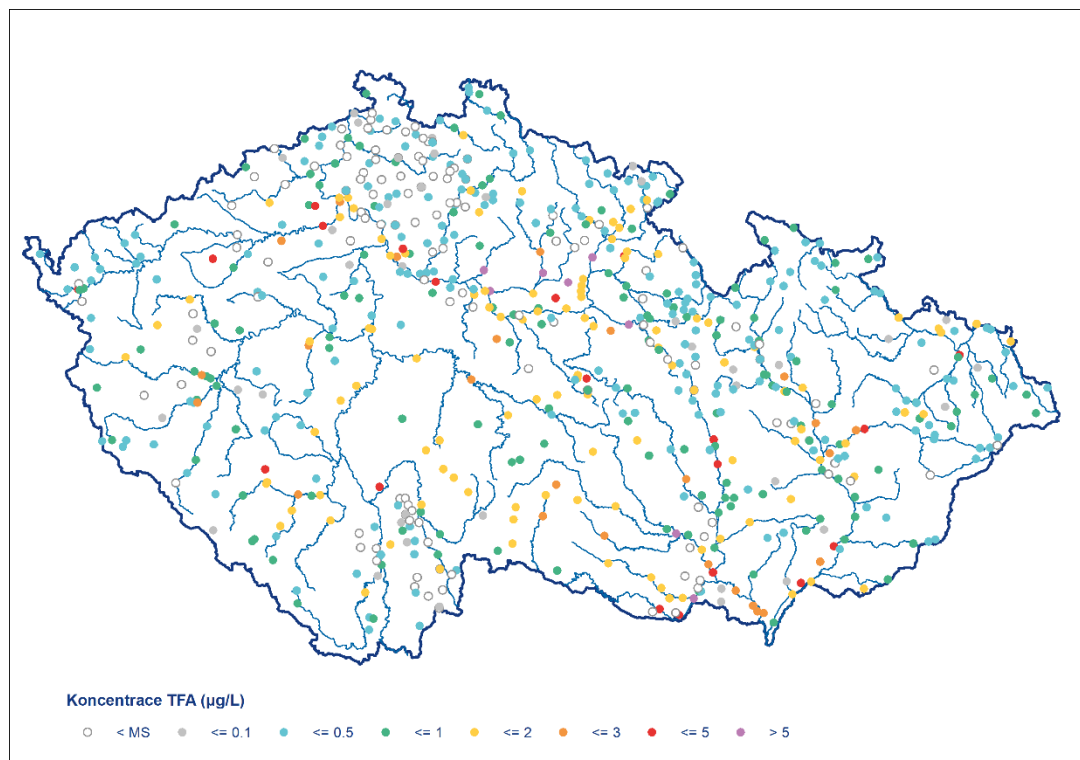 Koncentrace TFA (µg/L)
< MS <= 0.1 <= 0.5 <= 1 <= 2 <= 3 <= 5 > 5